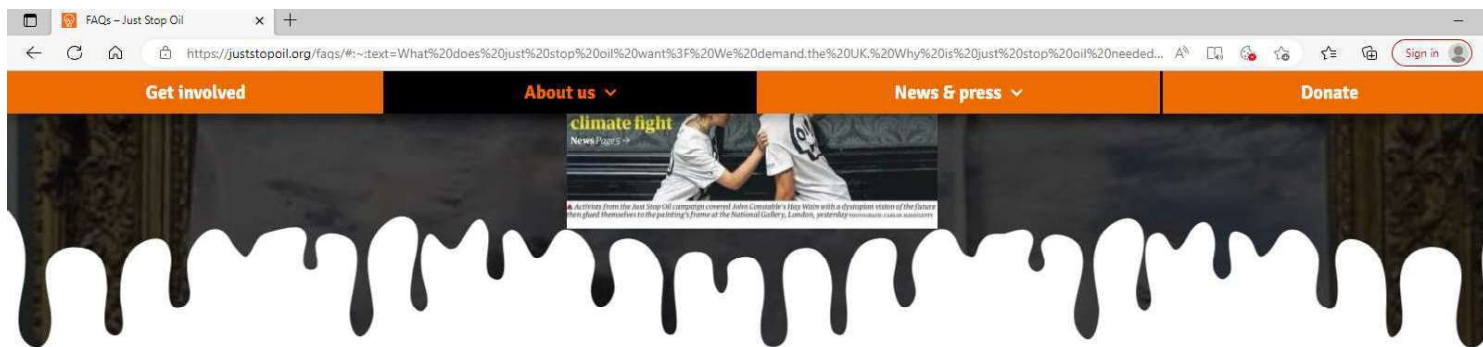 FAQs – Just Stop Oil
https://juststopoil.org/faqs/#:~:text=What%20does%20just%20stop%20oil%20want%3F%20We%20demand.the%20UK.%20Why%20is%20just%20stop%20oil%20needed...
Sign in
Get involved
About us
News & press
Donate
climate fight
News Page 5 →
Activists from the Just Stop Oil campaign covered John Constable's Hay Wain with a dystopian vision of the future
then glued themselves to the painting's frame at the National Gallery, London, yesterday